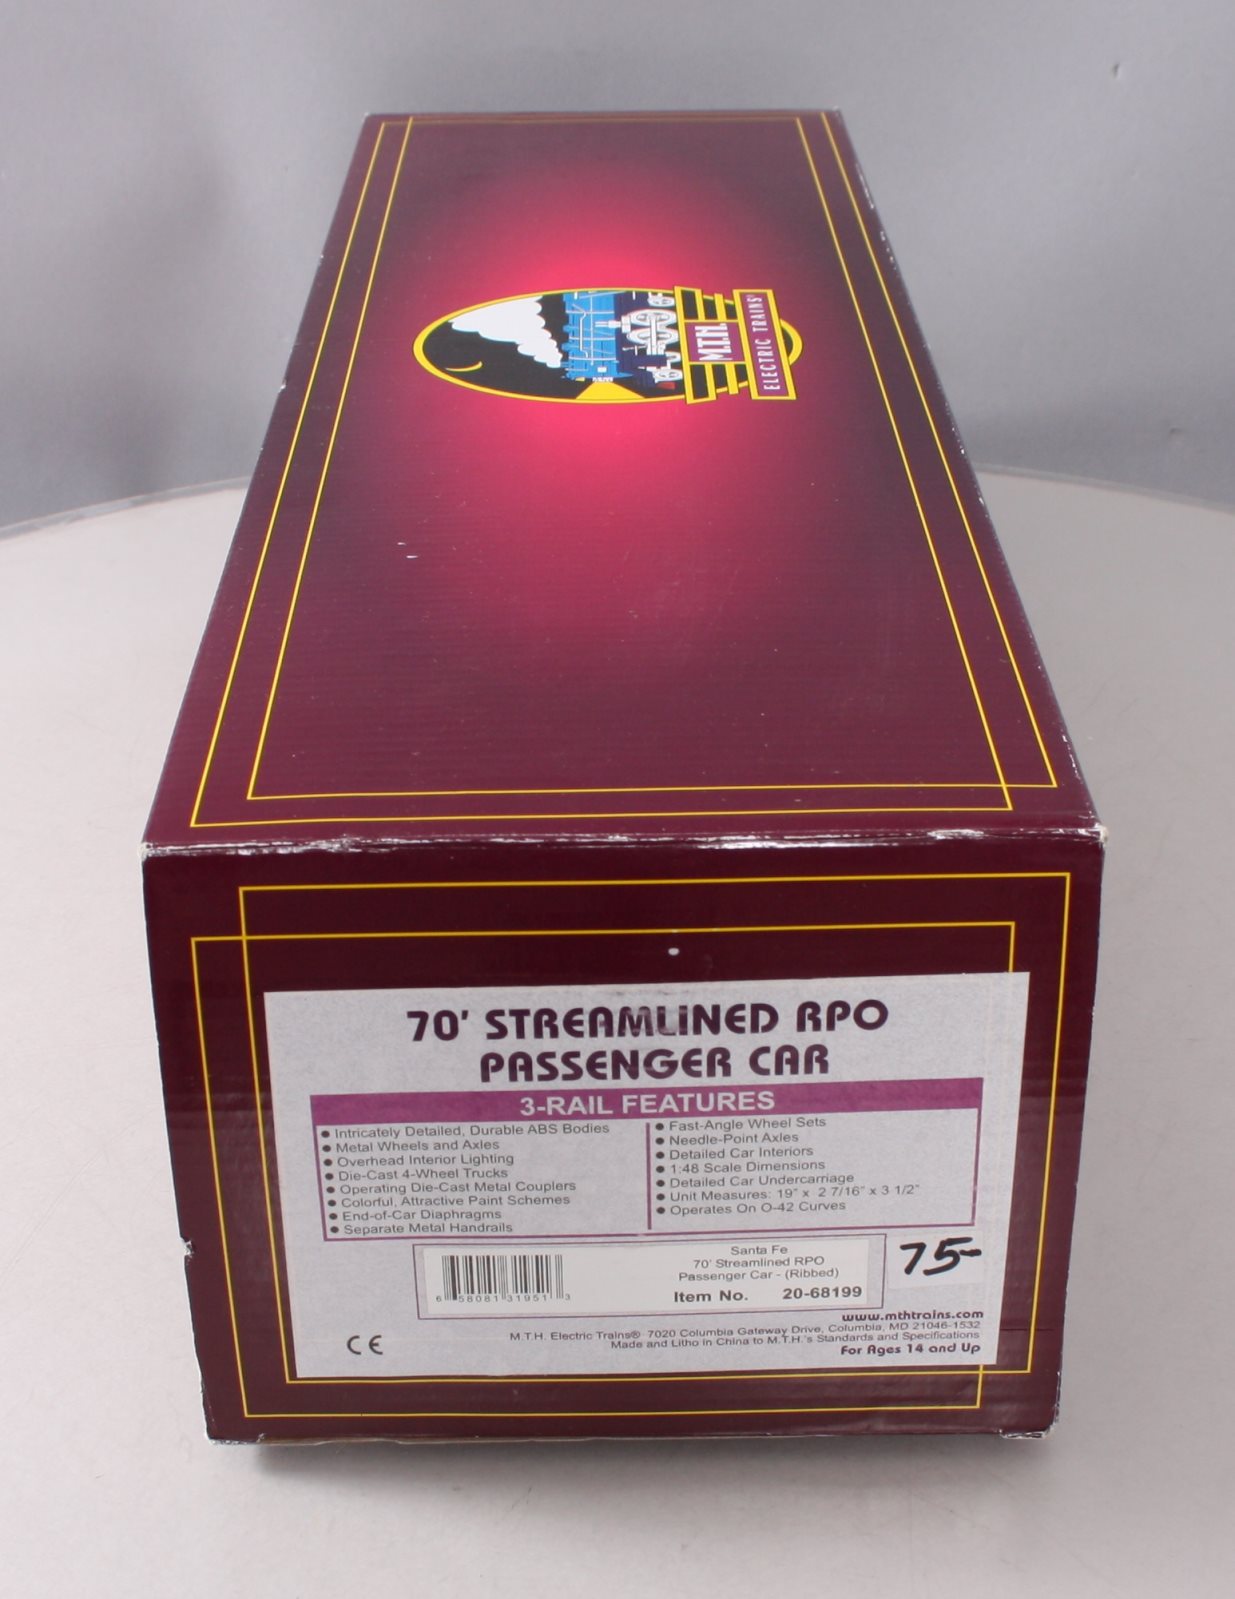 M.T.H.
ELECTRIC TRAINS®
70' STREAMLINED RPO
PASSENGER CAR
3-RAIL FEATURES
● Intricately Detailed, Durable ABS Bodies
● Metal Wheels and Axles
● Overhead Interior Lighting
● Die-Cast 4-Wheel Trucks
● Operating Die-Cast Metal Couplers
● Colorful, Attractive Paint Schemes
● End-of-Car Diaphragms
● Separate Metal Handrails
● Fast-Angle Wheel Sets
● Needle-Point Axles
● Detailed Car Interiors
● 1:48 Scale Dimensions
● Detailed Car Undercarriage
● Unit Measures: 19" x 2 7/16" x 3 1/2"
● Operates On O-42 Curves
6 58081 31951 3
Santa Fe
70' Streamlined RPO
Passenger Car - (Ribbed)
Item No. 20-68199
75-
www.mthtrains.com
M.T.H. Electric Trains® 7020 Columbia Gateway Drive, Columbia, MD 21046-1532
Made and Litho in China to M.T.H.'s Standards and Specifications
For Ages 14 and Up
CE